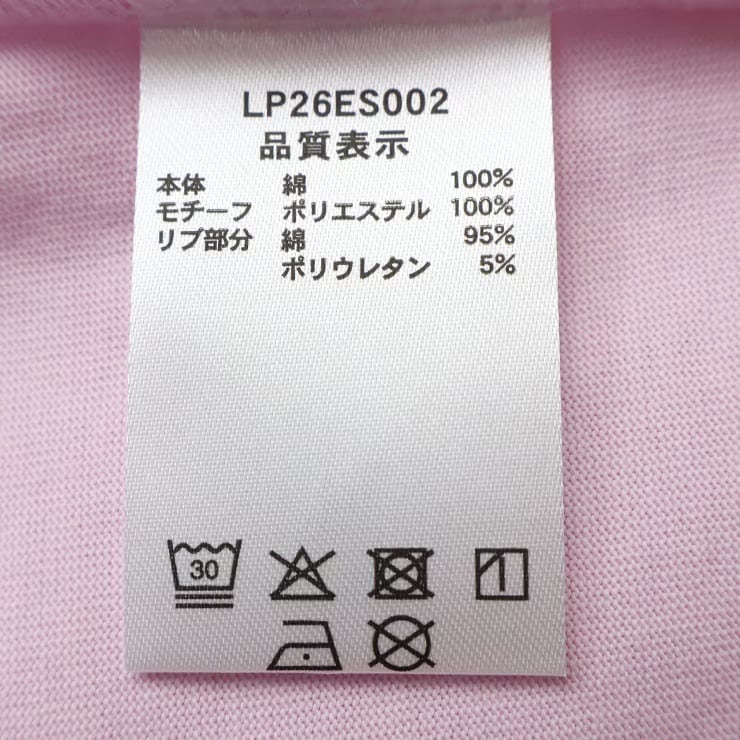 LP26ES002
品質表示
本体 綿 100%
モチーフ ポリエステル 100%
リブ部分 綿 95%
ポリウレタン 5%
30